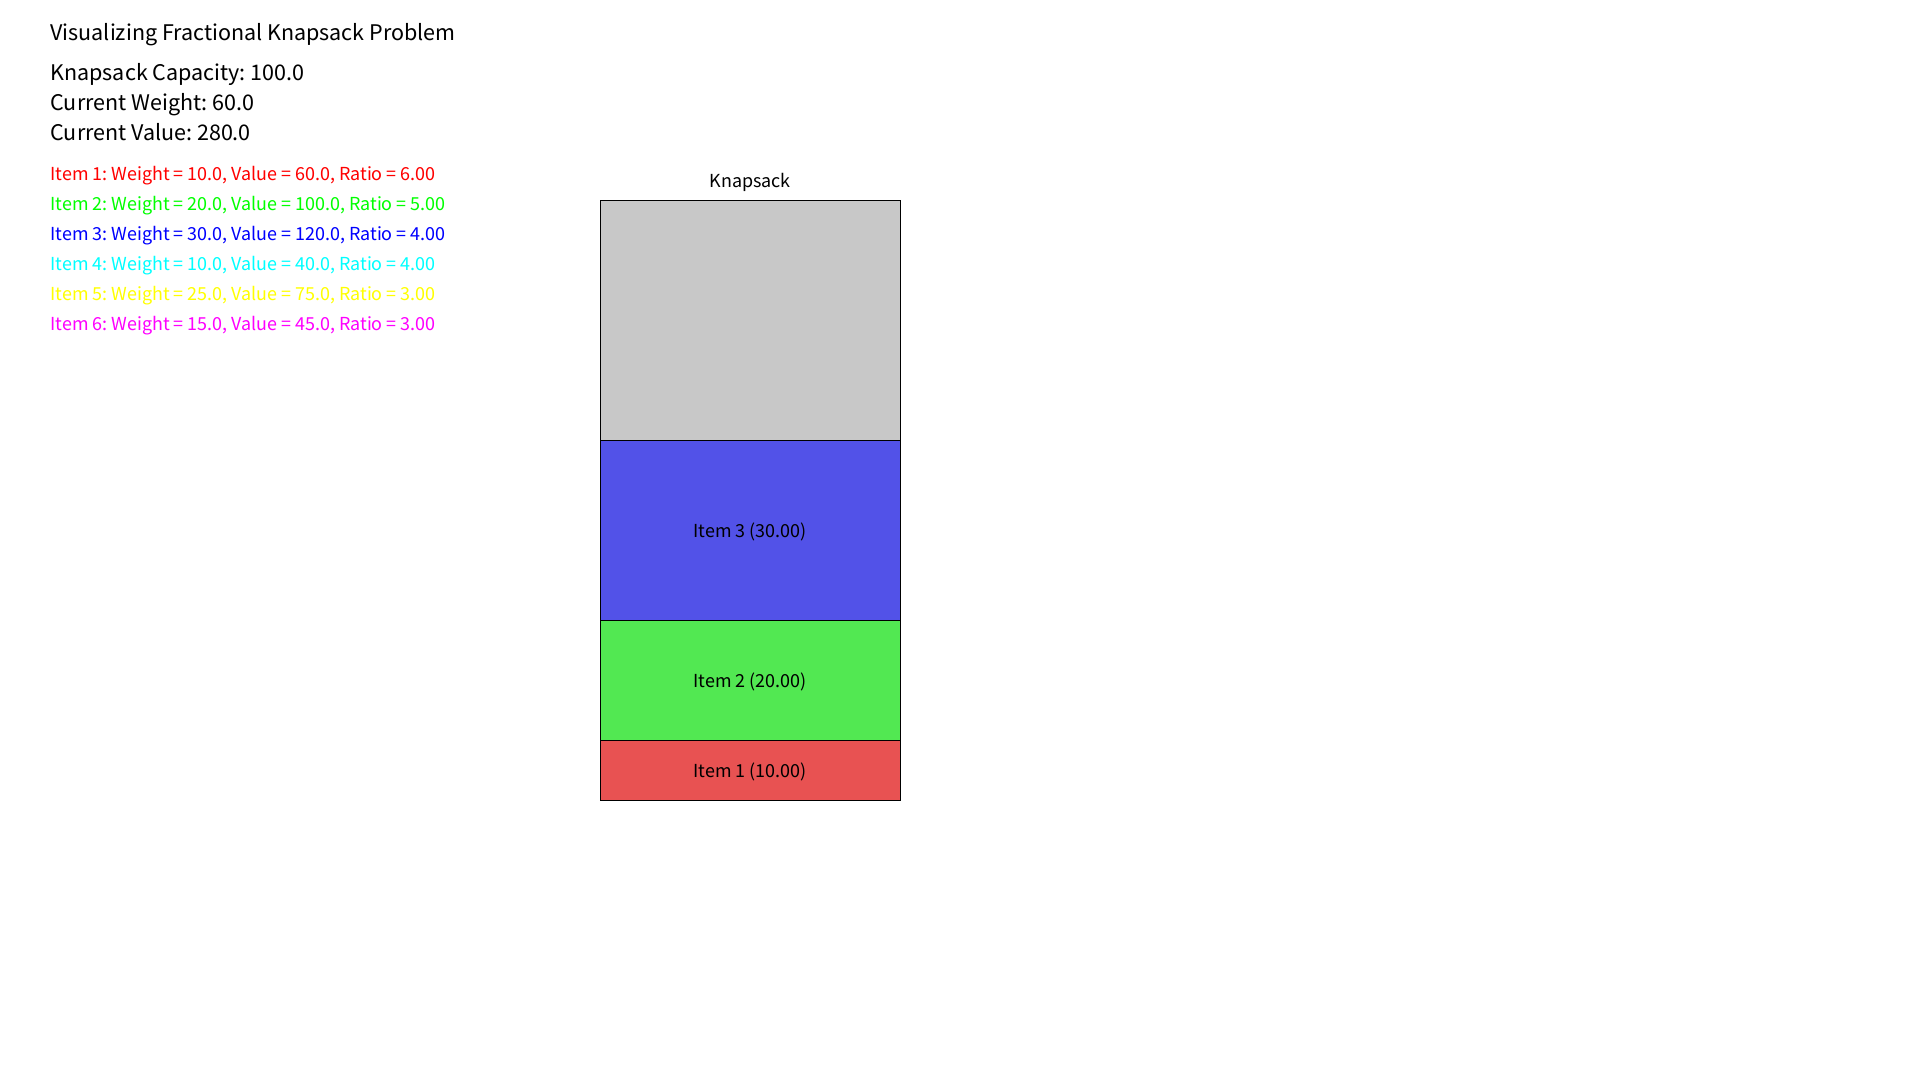 Visualizing Fractional Knapsack Problem
Knapsack Capacity: 100.0
Current Weight: 60.0
Current Value: 280.0
Item 1: Weight = 10.0, Value = 60.0, Ratio = 6.00
Item 2: Weight = 20.0, Value = 100.0, Ratio = 5.00
Item 3: Weight = 30.0, Value = 120.0, Ratio = 4.00
Item 4: Weight = 10.0, Value = 40.0, Ratio = 4.00
Item 5: Weight = 25.0, Value = 75.0, Ratio = 3.00
Item 6: Weight = 15.0, Value = 45.0, Ratio = 3.00
Knapsack
Item 3 (30.00)
Item 2 (20.00)
Item 1 (10.00)